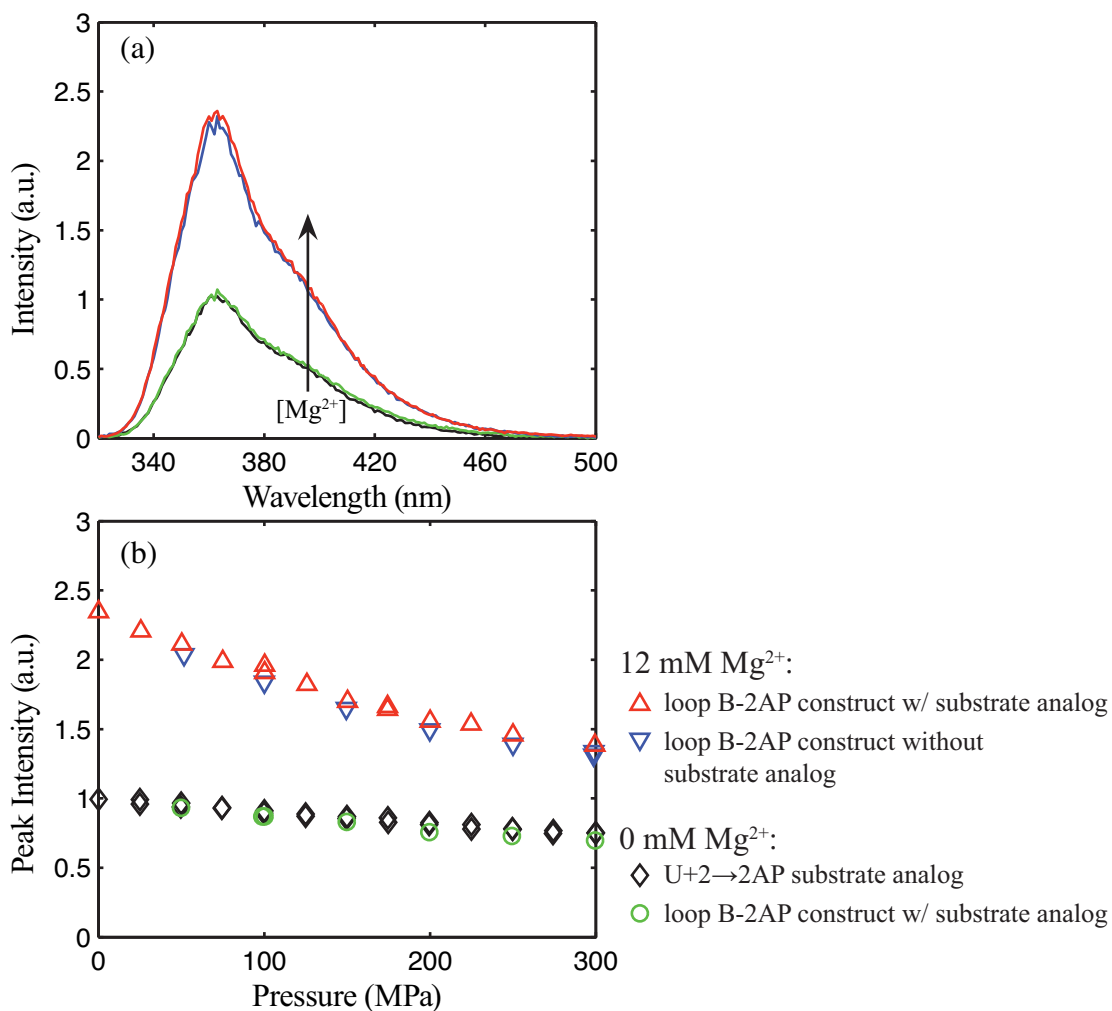 (a)
3
2.5
2
1.5
1
0.5
0
Intensity (a.u.)
[Mg²⁺]
340 380 420 460 500
Wavelength (nm)
(b)
3
2.5
2
1.5
1
0.5
0
Peak Intensity (a.u.)
0 100 200 300
Pressure (MPa)
12 mM Mg²⁺:
loop B-2AP construct w/ substrate analog
loop B-2AP construct without
substrate analog
0 mM Mg²⁺:
U+2→2AP substrate analog
loop B-2AP construct w/ substrate analog